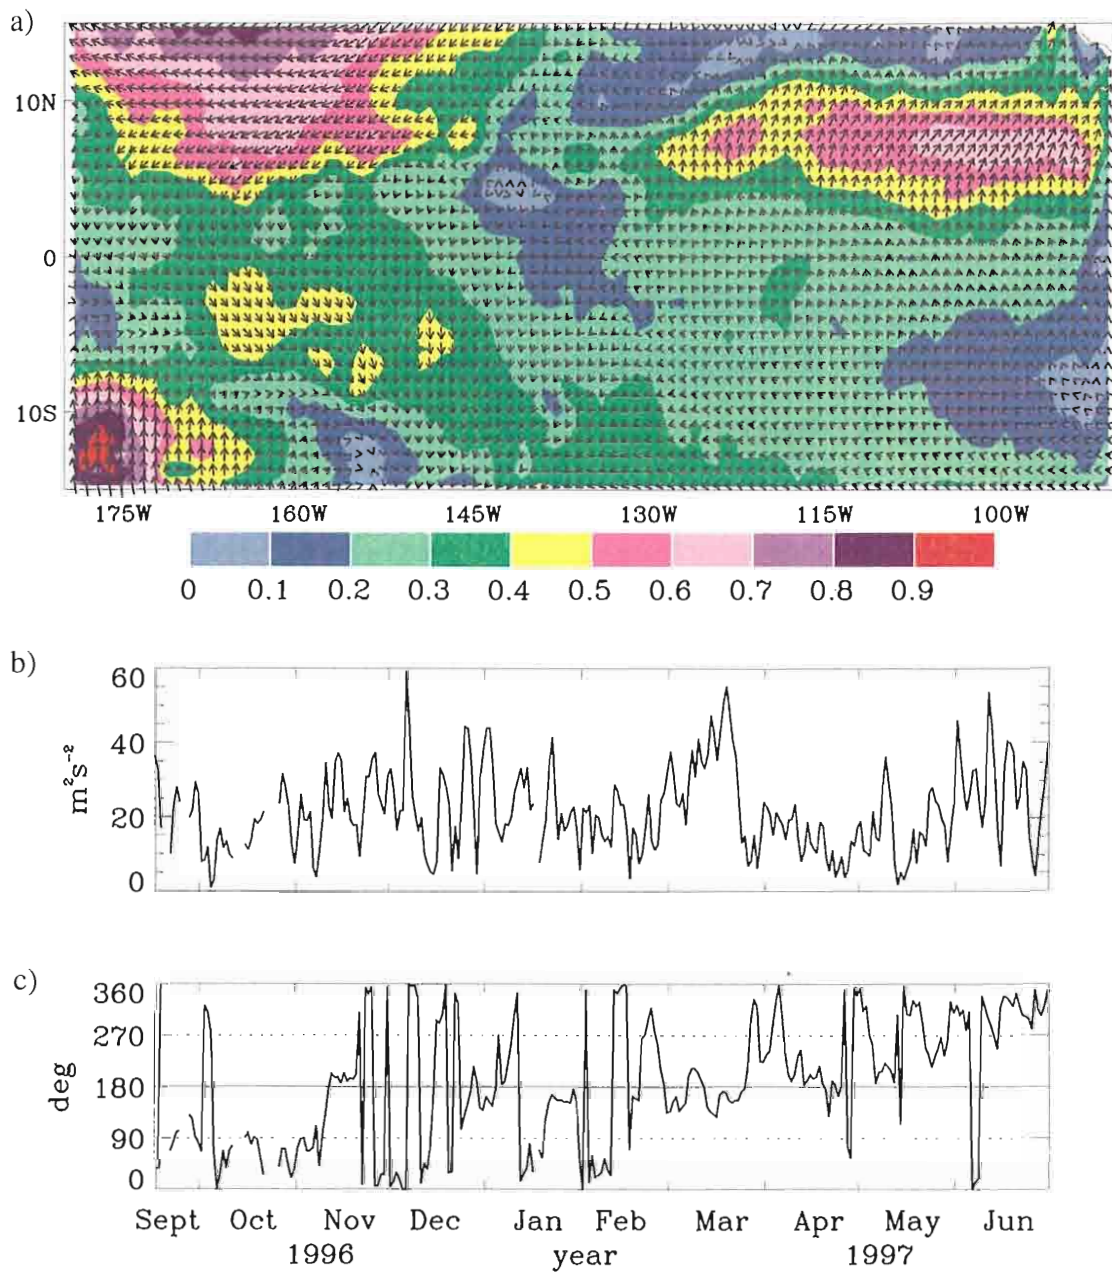 a)
10N
0
10S
175W 160W 145W 130W 115W 100W
0 0.1 0.2 0.3 0.4 0.5 0.6 0.7 0.8 0.9
b)
60
40
20
0
m²s⁻²
c)
360
270
180
90
0
deg
Sept Oct Nov Dec Jan Feb Mar Apr May Jun
1996 year 1997